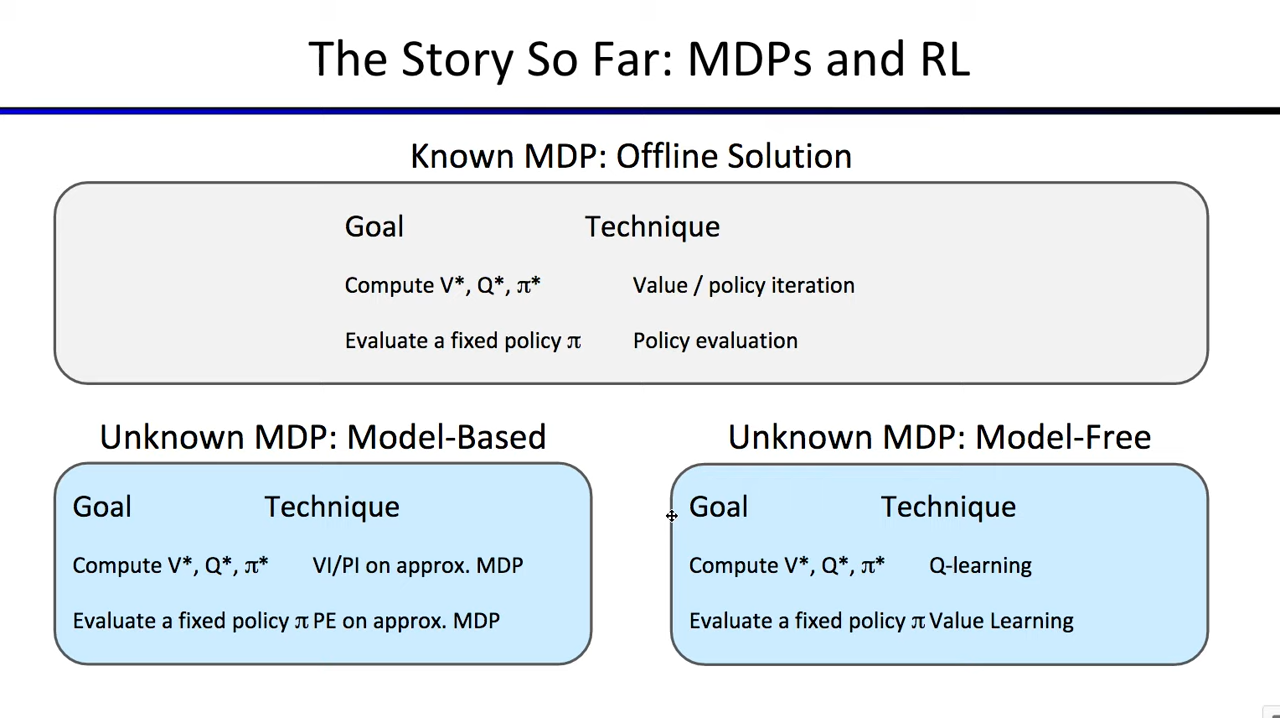 The Story So Far: MDPs and RL
Known MDP: Offline Solution
Goal Technique
Compute V*, Q*, π* Value / policy iteration
Evaluate a fixed policy π Policy evaluation
Unknown MDP: Model-Based
Goal Technique
Compute V*, Q*, π* VI/PI on approx. MDP
Evaluate a fixed policy π PE on approx. MDP
Unknown MDP: Model-Free
Goal Technique
Compute V*, Q*, π* Q-learning
Evaluate a fixed policy π Value Learning